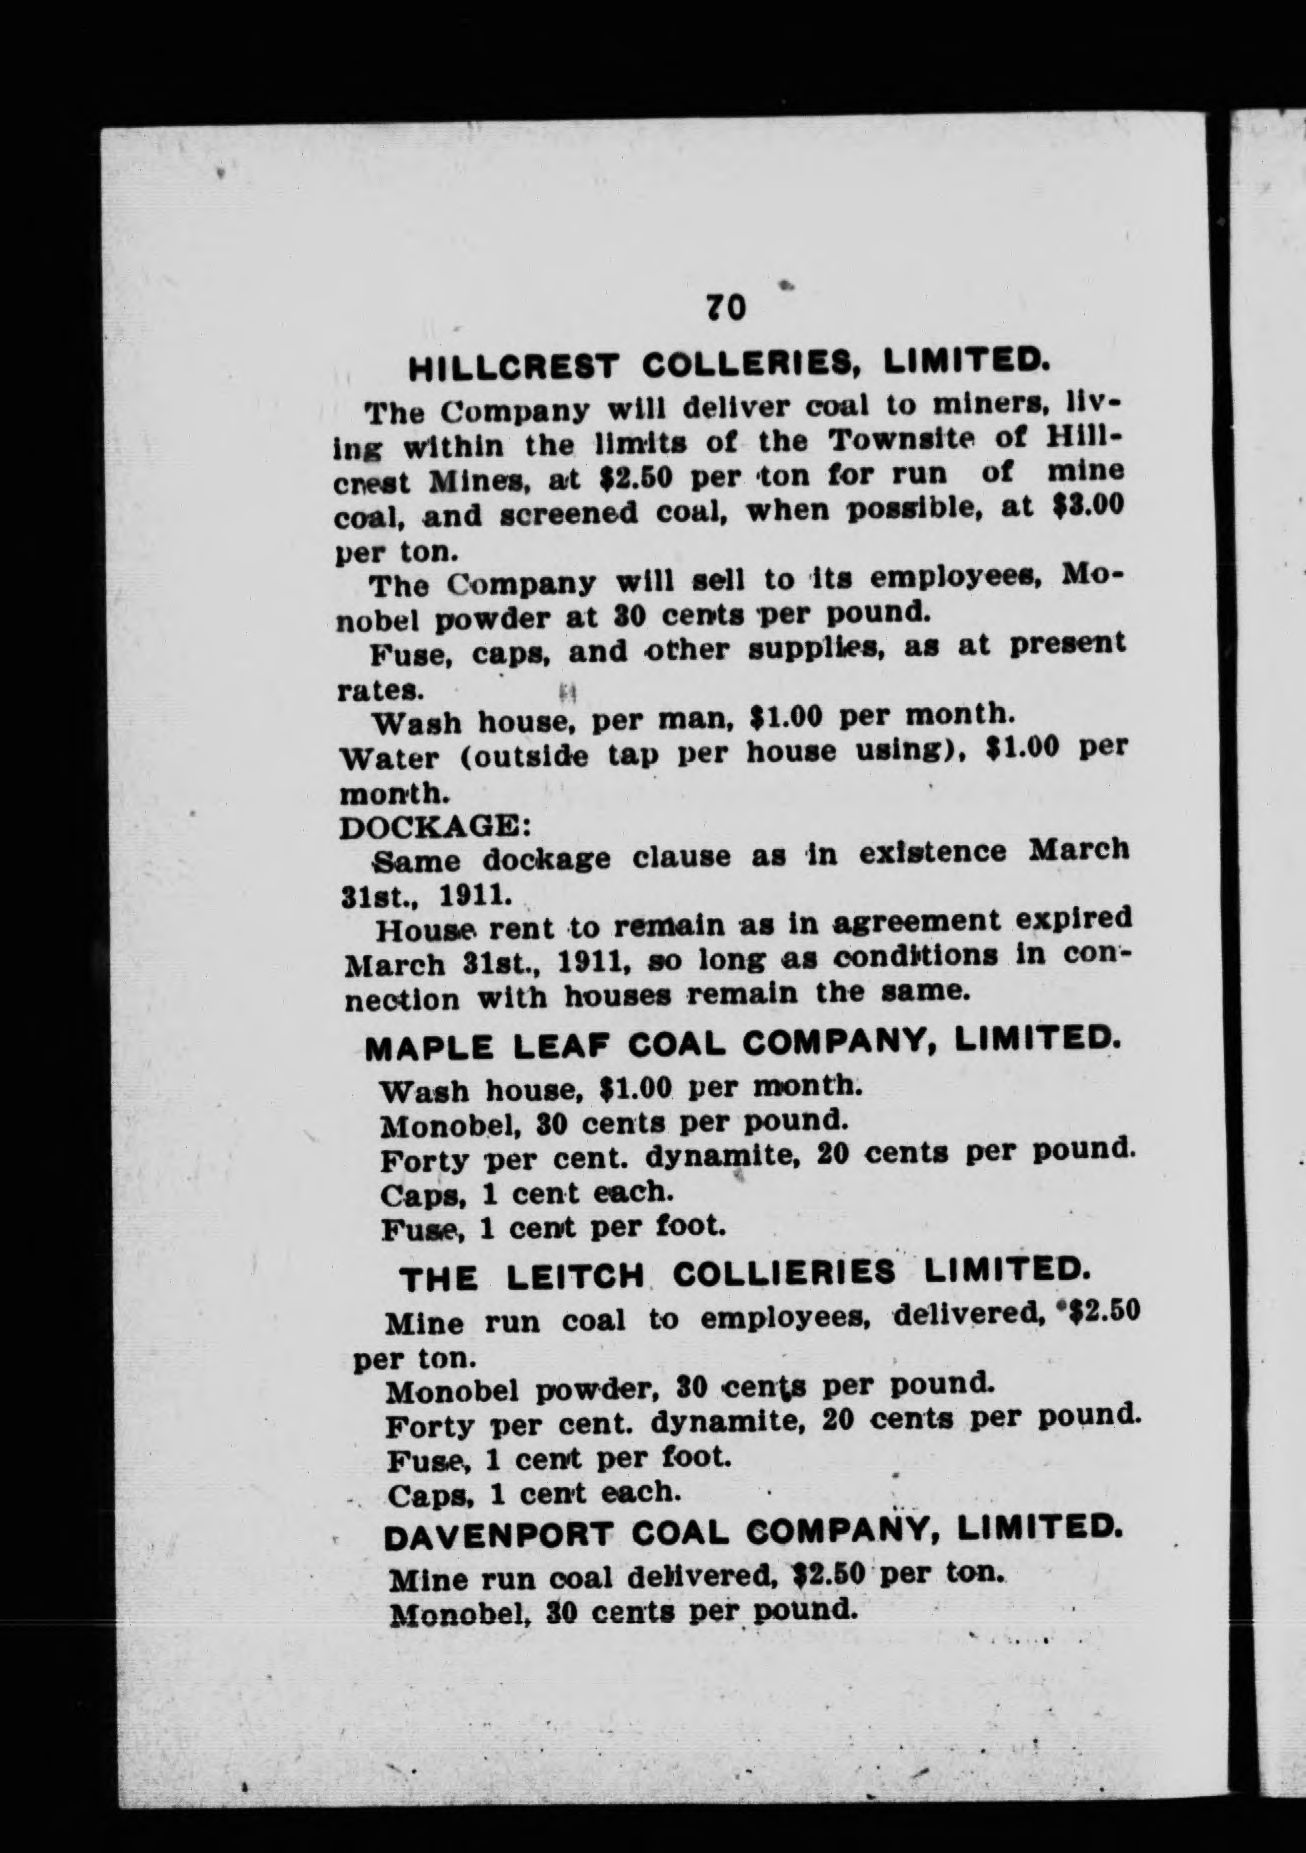 70
HILLCREST COLLERIES, LIMITED.
The Company will deliver coal to miners, liv-
ing within the limits of the Townsite of Hill-
crest Mines, at $2.50 per ton for run of mine
coal, and screened coal, when possible, at $3.00
per ton.
The Company will sell to its employees, Mo-
nobel powder at 30 cents per pound.
Fuse, caps, and other supplies, as at present
rates.
Wash house, per man, $1.00 per month.
Water (outside tap per house using), $1.00 per
month.
DOCKAGE:
Same dockage clause as in existence March
31st., 1911.
House rent to remain as in agreement expired
March 31st., 1911, so long as conditions in con-
nection with houses remain the same.
MAPLE LEAF COAL COMPANY, LIMITED.
Wash house, $1.00 per month.
Monobel, 30 cents per pound.
Forty per cent. dynamite, 20 cents per pound.
Caps, 1 cent each.
Fuse, 1 cent per foot.
THE LEITCH COLLIERIES LIMITED.
Mine run coal to employees, delivered, $2.50
per ton.
Monobel powder, 30 cents per pound.
Forty per cent. dynamite, 20 cents per pound.
Fuse, 1 cent per foot.
Caps, 1 cent each.
DAVENPORT COAL COMPANY, LIMITED.
Mine run coal delivered, $2.50 per ton.
Monobel, 30 cents per pound.